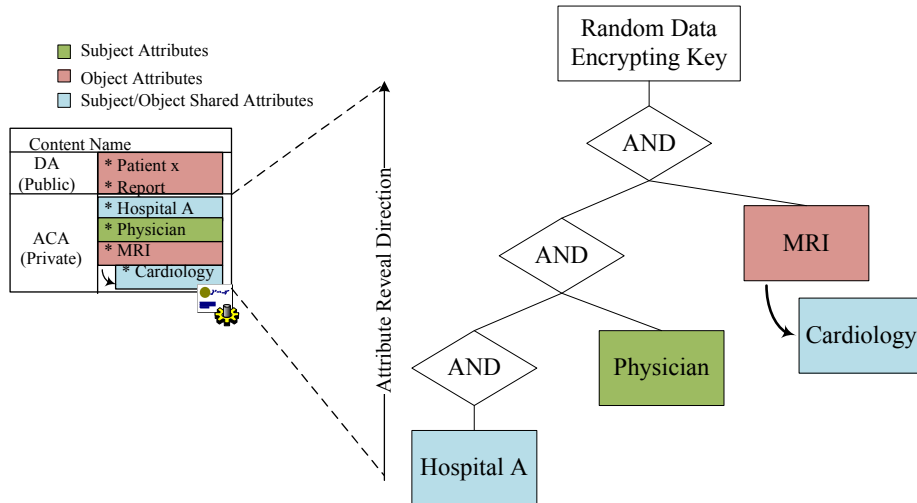 Subject Attributes
Object Attributes
Subject/Object Shared Attributes
Content Name
DA
(Public)
* Patient x
* Report
ACA
(Private)
* Hospital A
* Physician
* MRI
* Cardiology
Attribute Reveal Direction
Random Data
Encrypting Key
AND
AND
MRI
Cardiology
AND
Physician
Hospital A